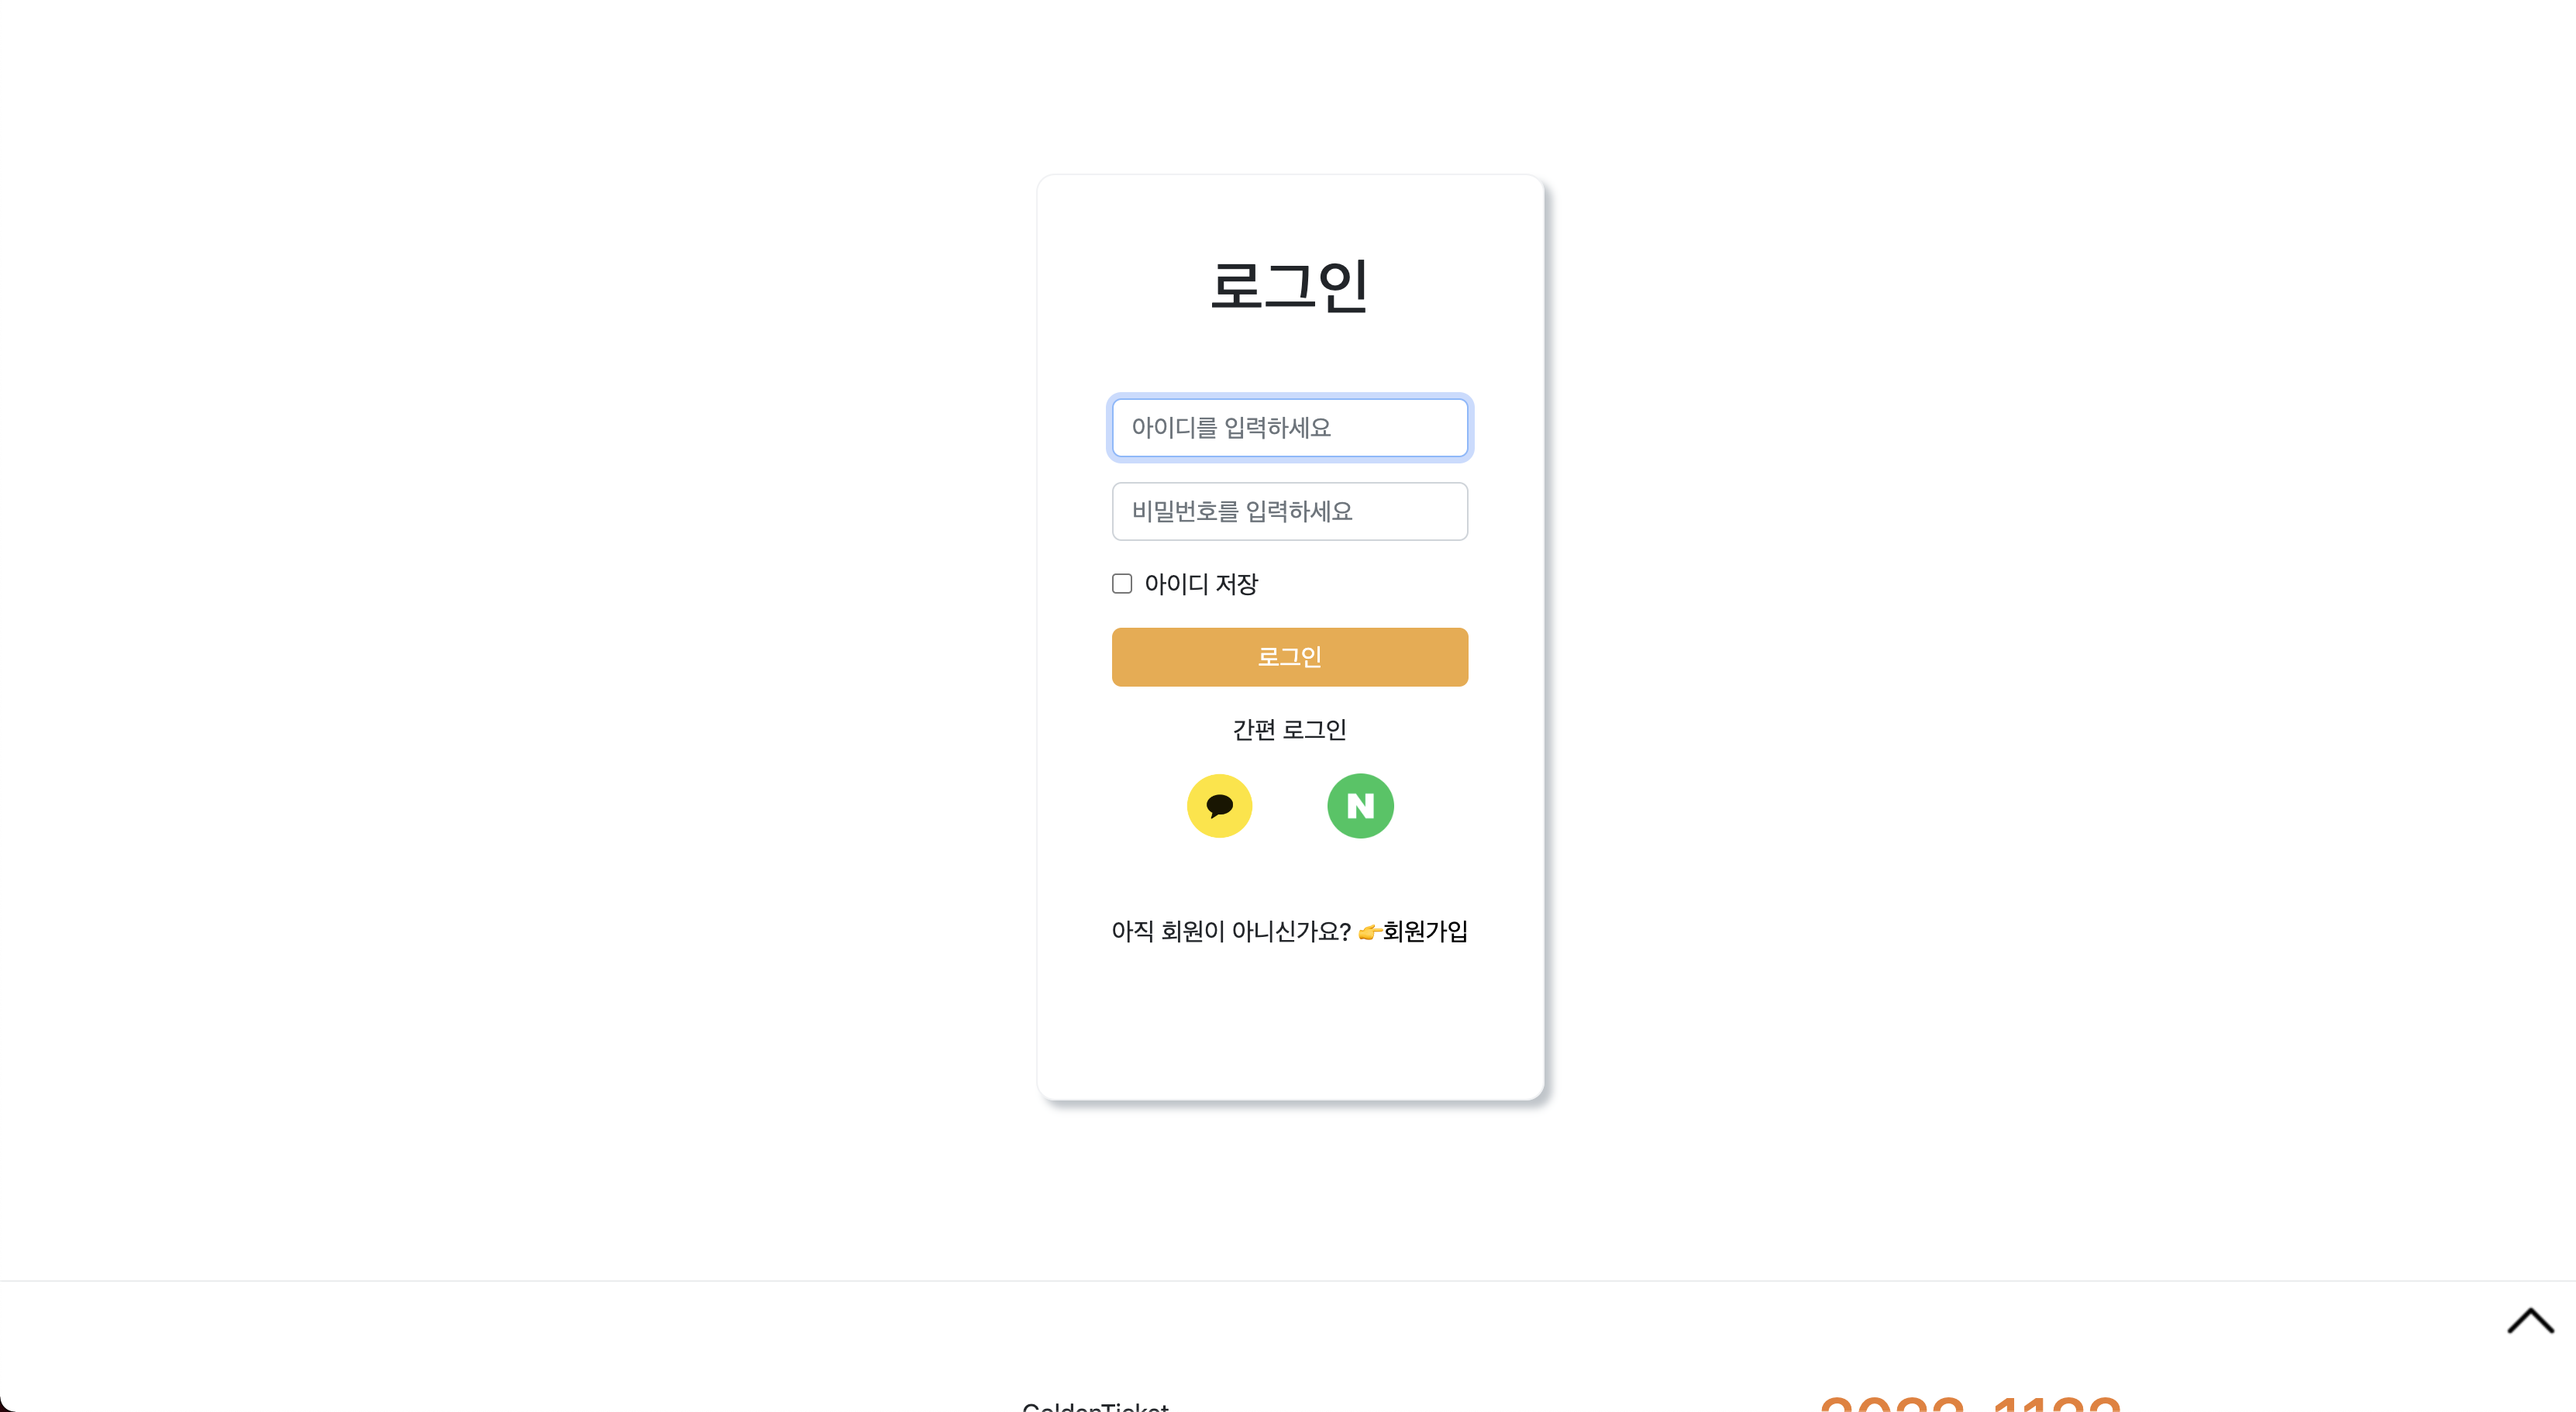 로그인
아이디를 입력하세요
비밀번호를 입력하세요
아이디 저장
로그인
간편 로그인
N
아직 회원이 아니신가요? 👉회원가입
GoldenTicket